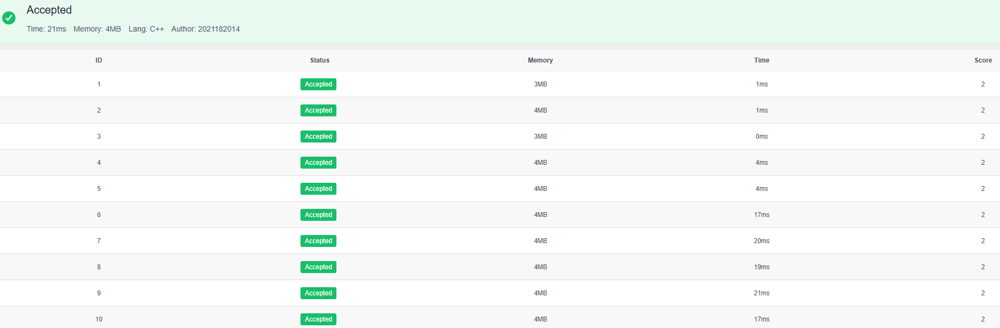 Accepted
Time: 21ms Memory: 4MB Lang: C++ Author: 2021182014
ID Status Memory Time Score
1 Accepted 3MB 1ms 2
2 Accepted 4MB 1ms 2
3 Accepted 3MB 0ms 2
4 Accepted 4MB 4ms 2
5 Accepted 4MB 4ms 2
6 Accepted 4MB 17ms 2
7 Accepted 4MB 20ms 2
8 Accepted 4MB 19ms 2
9 Accepted 4MB 21ms 2
10 Accepted 4MB 17ms 2